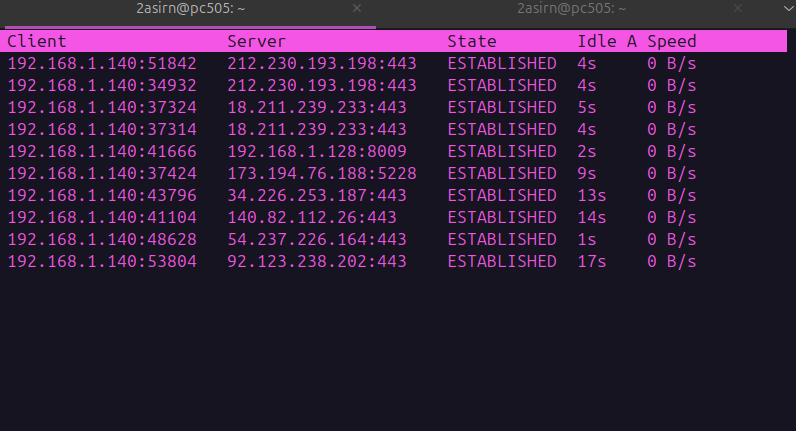 2asirn@pc505: ~ × 2asirn@pc505: ~ ×
Client Server State Idle A Speed
192.168.1.140:51842 212.230.193.198:443 ESTABLISHED 4s 0 B/s
192.168.1.140:34932 212.230.193.198:443 ESTABLISHED 4s 0 B/s
192.168.1.140:37324 18.211.239.233:443 ESTABLISHED 5s 0 B/s
192.168.1.140:37314 18.211.239.233:443 ESTABLISHED 4s 0 B/s
192.168.1.140:41666 192.168.1.128:8009 ESTABLISHED 2s 0 B/s
192.168.1.140:37424 173.194.76.188:5228 ESTABLISHED 9s 0 B/s
192.168.1.140:43796 34.226.253.187:443 ESTABLISHED 13s 0 B/s
192.168.1.140:41104 140.82.112.26:443 ESTABLISHED 14s 0 B/s
192.168.1.140:48628 54.237.226.164:443 ESTABLISHED 1s 0 B/s
192.168.1.140:53804 92.123.238.202:443 ESTABLISHED 17s 0 B/s